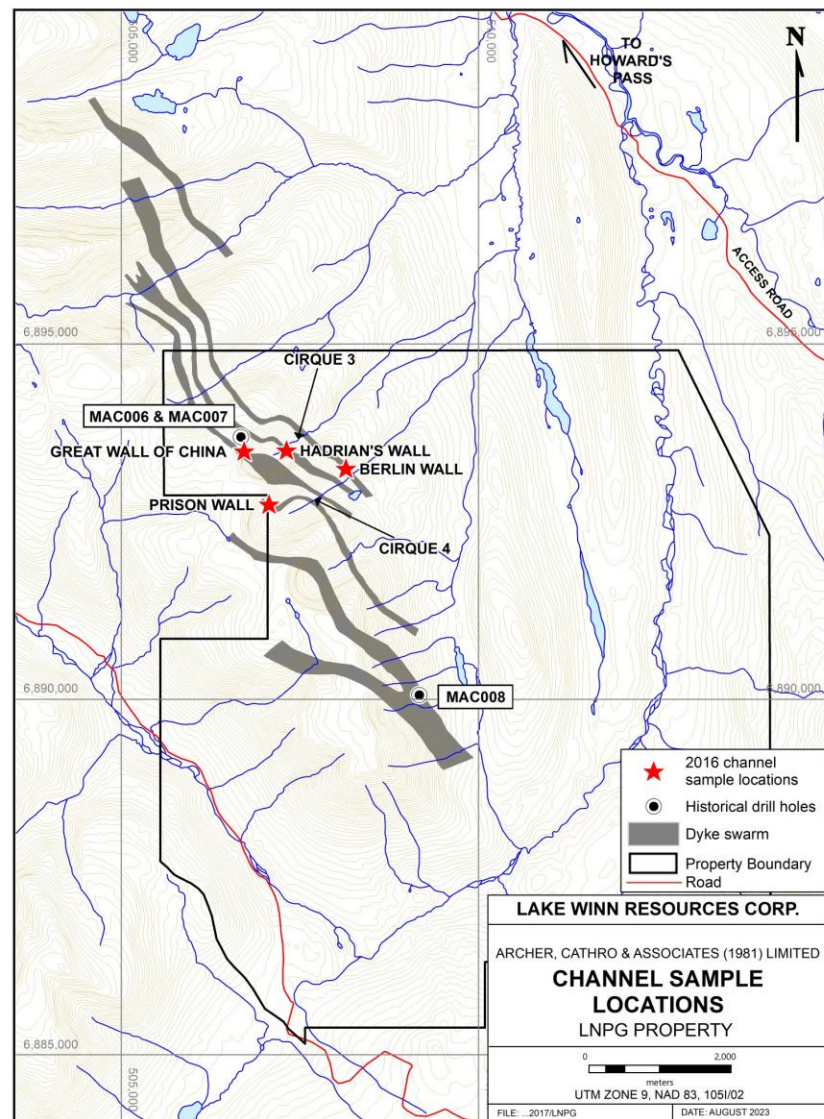 505,000
510,000
TO
HOWARD'S
PASS
N
ACCESS ROAD
6,895,000
6,895,000
CIRQUE 3
MAC006 & MAC007
GREAT WALL OF CHINA
HADRIAN'S WALL
BERLIN WALL
PRISON WALL
CIRQUE 4
6,890,000
6,890,000
MAC008
2016 channel
sample locations
Historical drill holes
Dyke swarm
Property Boundary
Road
LAKE WINN RESOURCES CORP.
ARCHER, CATHRO & ASSOCIATES (1981) LIMITED
CHANNEL SAMPLE
LOCATIONS
LNPG PROPERTY
0 2,000
meters
UTM ZONE 9, NAD 83, 105I/02
FILE: ...2017/LNPG DATE: AUGUST 2023
6,885,000
505,000